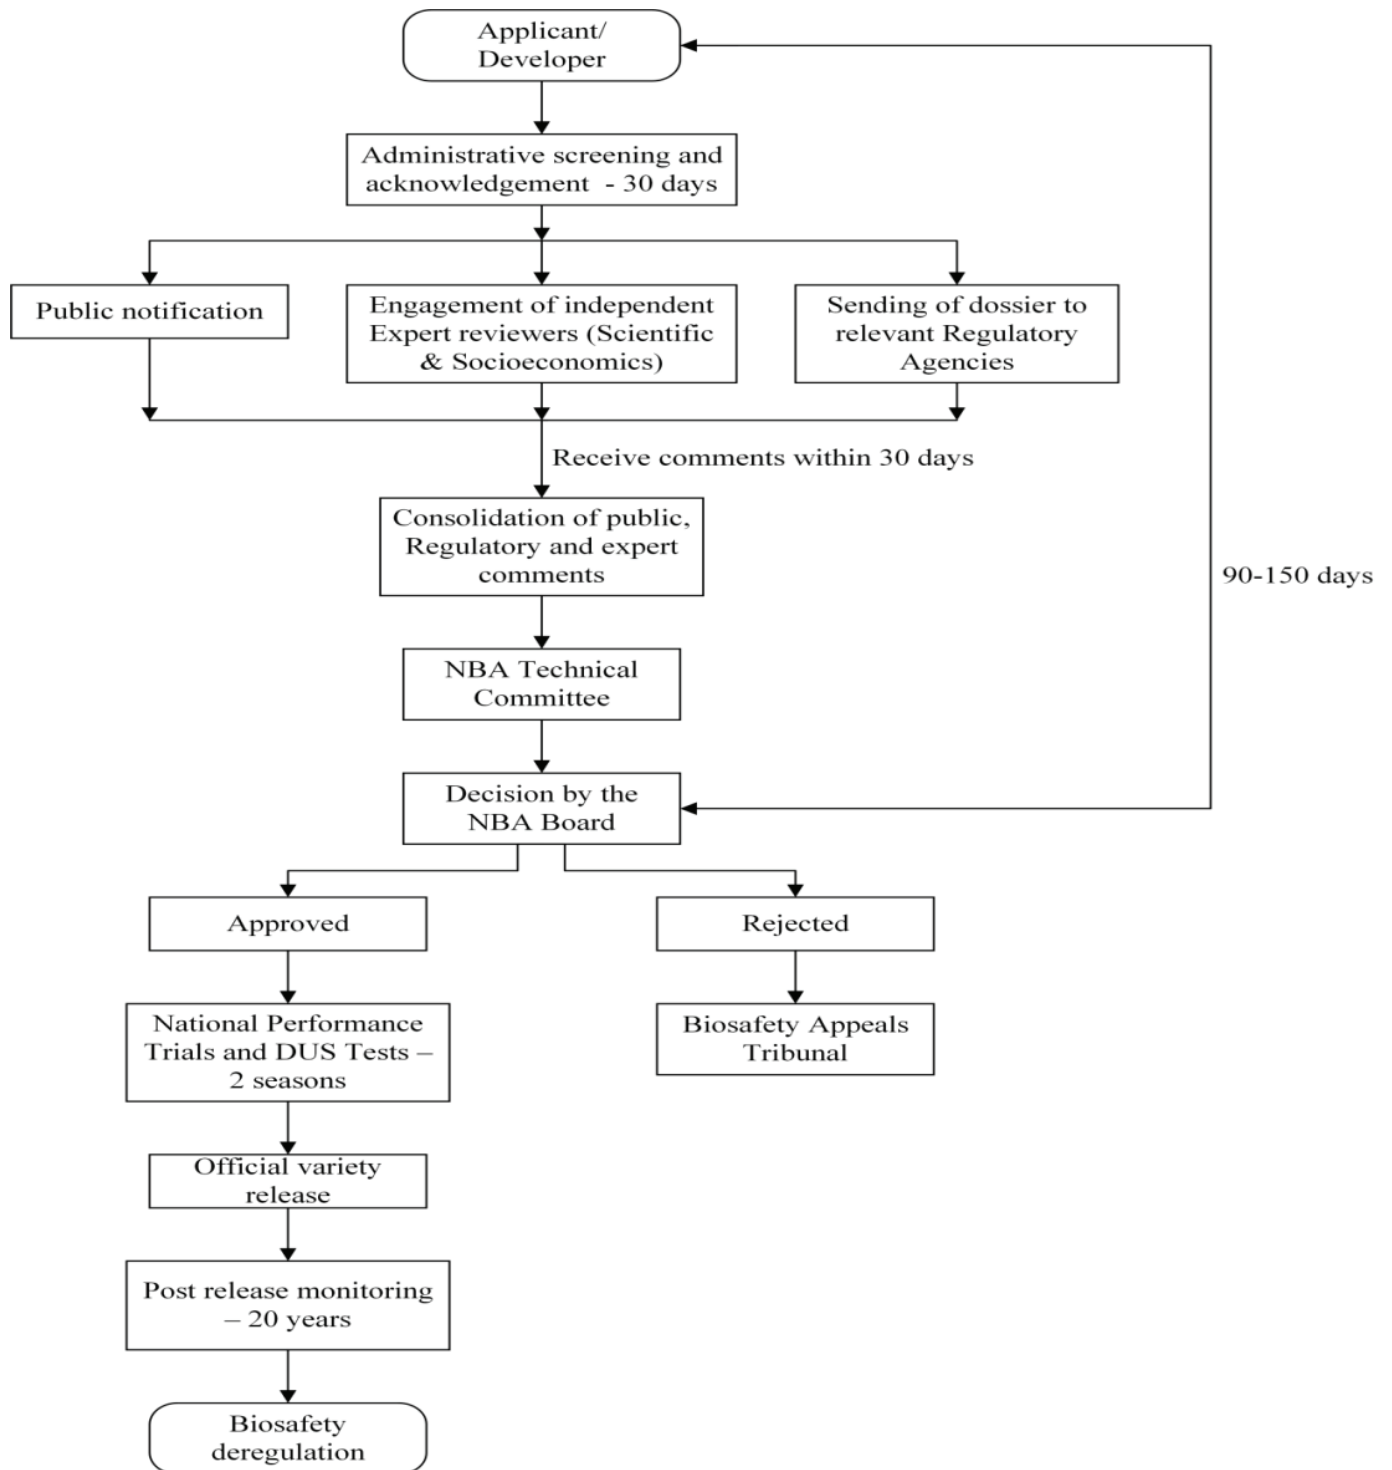 Applicant/
Developer
Administrative screening and
acknowledgement - 30 days
Public notification
Engagement of independent
Expert reviewers (Scientific
& Socioeconomics)
Sending of dossier to
relevant Regulatory
Agencies
Receive comments within 30 days
Consolidation of public,
Regulatory and expert
comments
90-150 days
NBA Technical
Committee
Decision by the
NBA Board
Approved
Rejected
National Performance
Trials and DUS Tests –
2 seasons
Biosafety Appeals
Tribunal
Official variety
release
Post release monitoring
– 20 years
Biosafety
deregulation